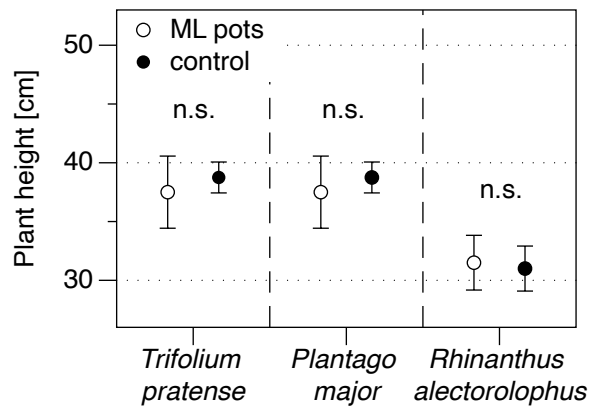 50
ML pots
control
n.s.
n.s.
40
n.s.
30
Plant height [cm]
Trifolium
pratense
Plantago
major
Rhinanthus
alectorolophus